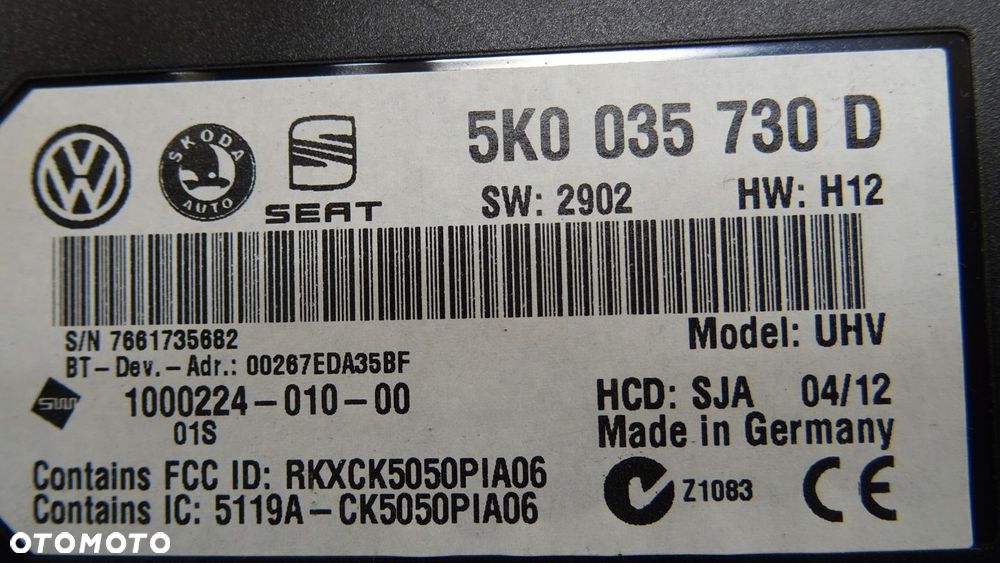 5K0 035 730 D
SKODA
AUTO
SEAT
SW: 2902 HW: H12
S/N 7661735682
Model: UHV
BT-Dev.-Adr.: 00267EDA35BF
SW 1000224-010-00
HCD: SJA 04/12
01S
Made in Germany
Contains FCC ID: RKXCK5050PIA06
Contains IC: 5119A-CK5050PIA06
Z1083 CE
OTOMOTO